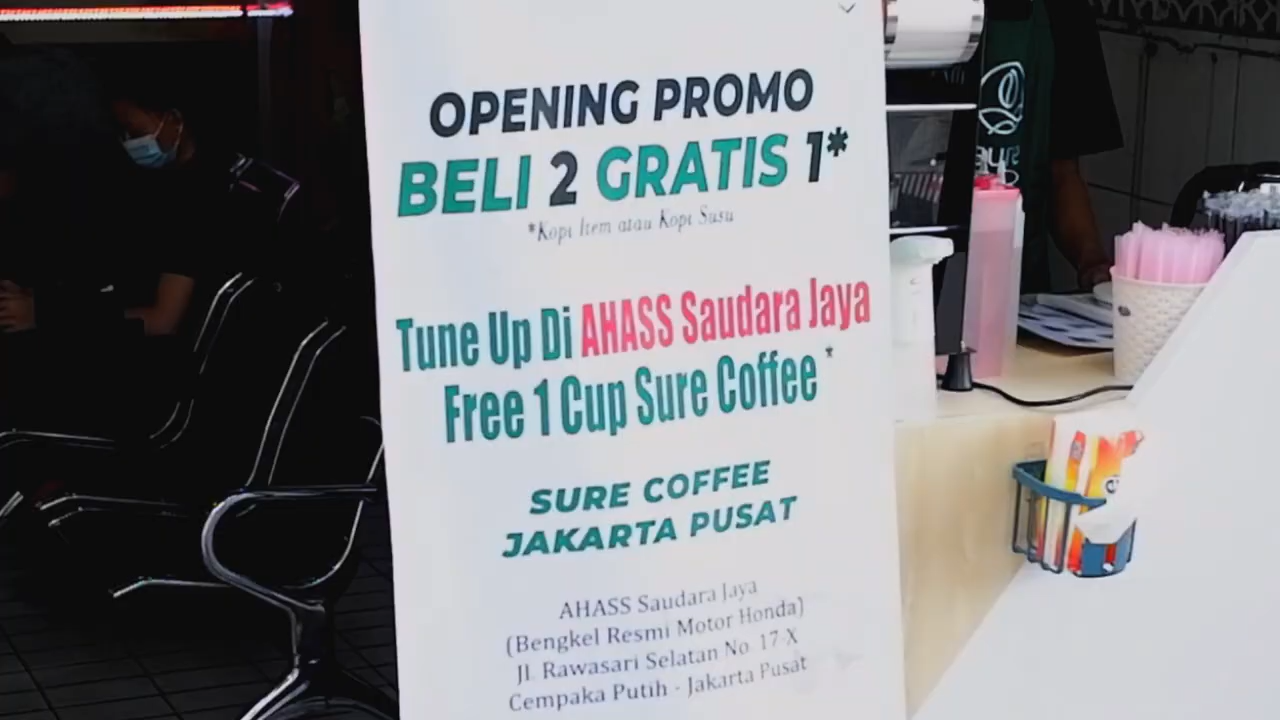 OPENING PROMO
BELI 2 GRATIS 1*
*Kopi Item atau Kopi Susu
Tune Up Di AHASS Saudara Jaya
Free 1 Cup Sure Coffee *
SURE COFFEE
JAKARTA PUSAT
AHASS Saudara Jaya
(Bengkel Resmi Motor Honda)
Jl. Rawasari Selatan No. 17-X
Cempaka Putih - Jakarta Pusat